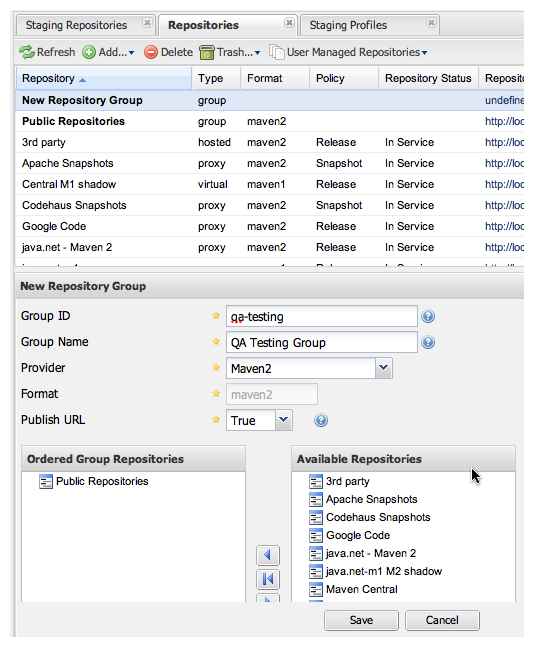 Staging Repositories Repositories Staging Profiles
Refresh Add... Delete Trash... User Managed Repositories
Repository Type Format Policy Repository Status Reposito
New Repository Group group undefine
Public Repositories group maven2 http://loc
3rd party hosted maven2 Release In Service http://loc
Apache Snapshots proxy maven2 Snapshot In Service http://loc
Central M1 shadow virtual maven1 Release In Service http://loc
Codehaus Snapshots proxy maven2 Snapshot In Service http://loc
Google Code proxy maven2 Release In Service http://loc
java.net - Maven 2 proxy maven2 Release In Service http://loc
New Repository Group
Group ID qa-testing
Group Name QA Testing Group
Provider Maven2
Format maven2
Publish URL True
Ordered Group Repositories Available Repositories
Public Repositories 3rd party
Apache Snapshots
Codehaus Snapshots
Google Code
java.net - Maven 2
java.net-m1 M2 shadow
Maven Central
Save Cancel